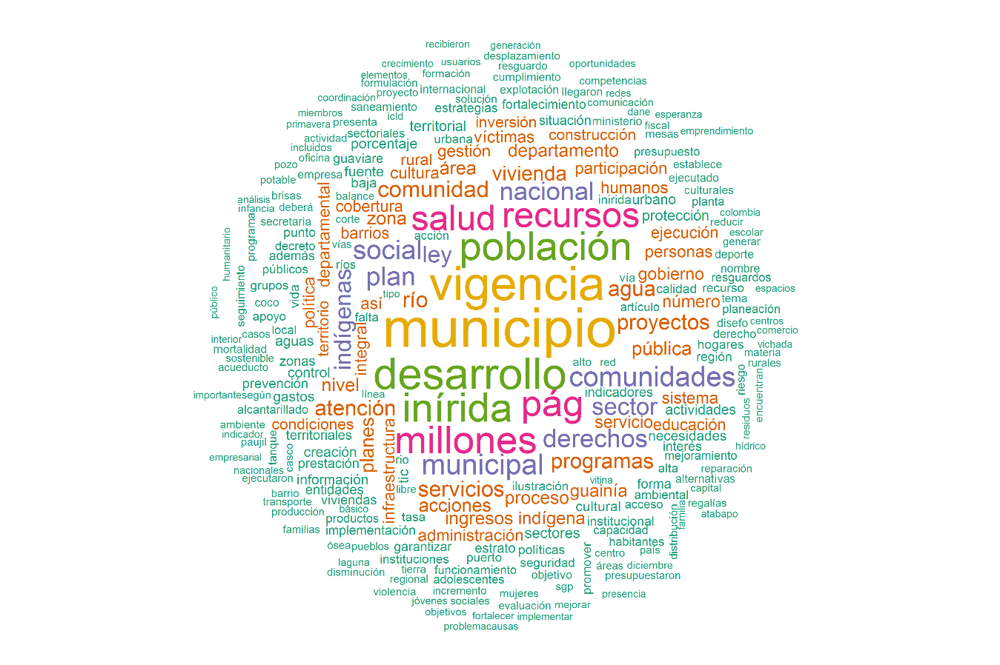 recibieron generación
desplazamiento
crecimiento usuarios resguardo oportunidades
elementos formación cumplimiento competencias
formulación internacional explotación llegaron redes
coordinación proyecto solución
saneamiento estrategias fortalecimiento comunicación
miembros icld dane esperanza
primavera presenta territorial inversión situación ministerio fiscal
actividad sectoriales urbana víctimas construcción mesas emprendimiento
incluidos porcentaje gestión departamento presupuesto
oficina guaviare rural
pozo empresa fuente cultura área vivienda participación establece
potable baja comunidad nacional humanos ejecutado
brisas balance inirida urbano culturales
análisis deberá cobertura planta
infancia departamental salud recursos protección colombia
secretaria corte zona reducir
programa punto barrios acción ejecución escolar
humanitario decreto vías social ley población personas generar
además deporte
públicos ríos plan vigencia vía gobierno nombre
grupos tipo agua calidad recurso resguardos
vida espacios
público seguimiento coco política indígenas así río artículo número tema
apoyo falta municipio proyectos planeación
local territorio diseño centros
interior casos aguas integral pública derecho comercio
mortalidad hogares vichada
sostenible zonas desarrollo alto red región materia
acueducto control comunidades rurales
prevención nivel riesgo
importante según gastos línea inírida pág indicadores sistema encuentran
alcantarillado atención sector actividades
ambiente condiciones servicio educación residuos
indicador territoriales millones derechos necesidades
paujil tanque planes infraestructura interés hídrico
empresarial casco creación municipal programas mejoramiento
nacionales prestación rio alta reparación
ejecutaron información tic vitina forma alternativas
barrio entidades libre servicios ilustración proceso guainía ambiental capital
transporte viviendas acciones cultural acceso regalías
producción básico atabapo
productos tasa ingresos indígena institucional familia
familias implementación administración sectores capacidad distribución
ósea pueblos garantizar estrato políticas habitantes
laguna instituciones puerto seguridad promover centro país
disminución tierra funcionamiento áreas diciembre
regional adolescentes objetivo presupuestaron
violencia incremento mujeres sgp presencia
jóvenes sociales evaluación mejorar
objetivos fortalecer implementar
problema causas